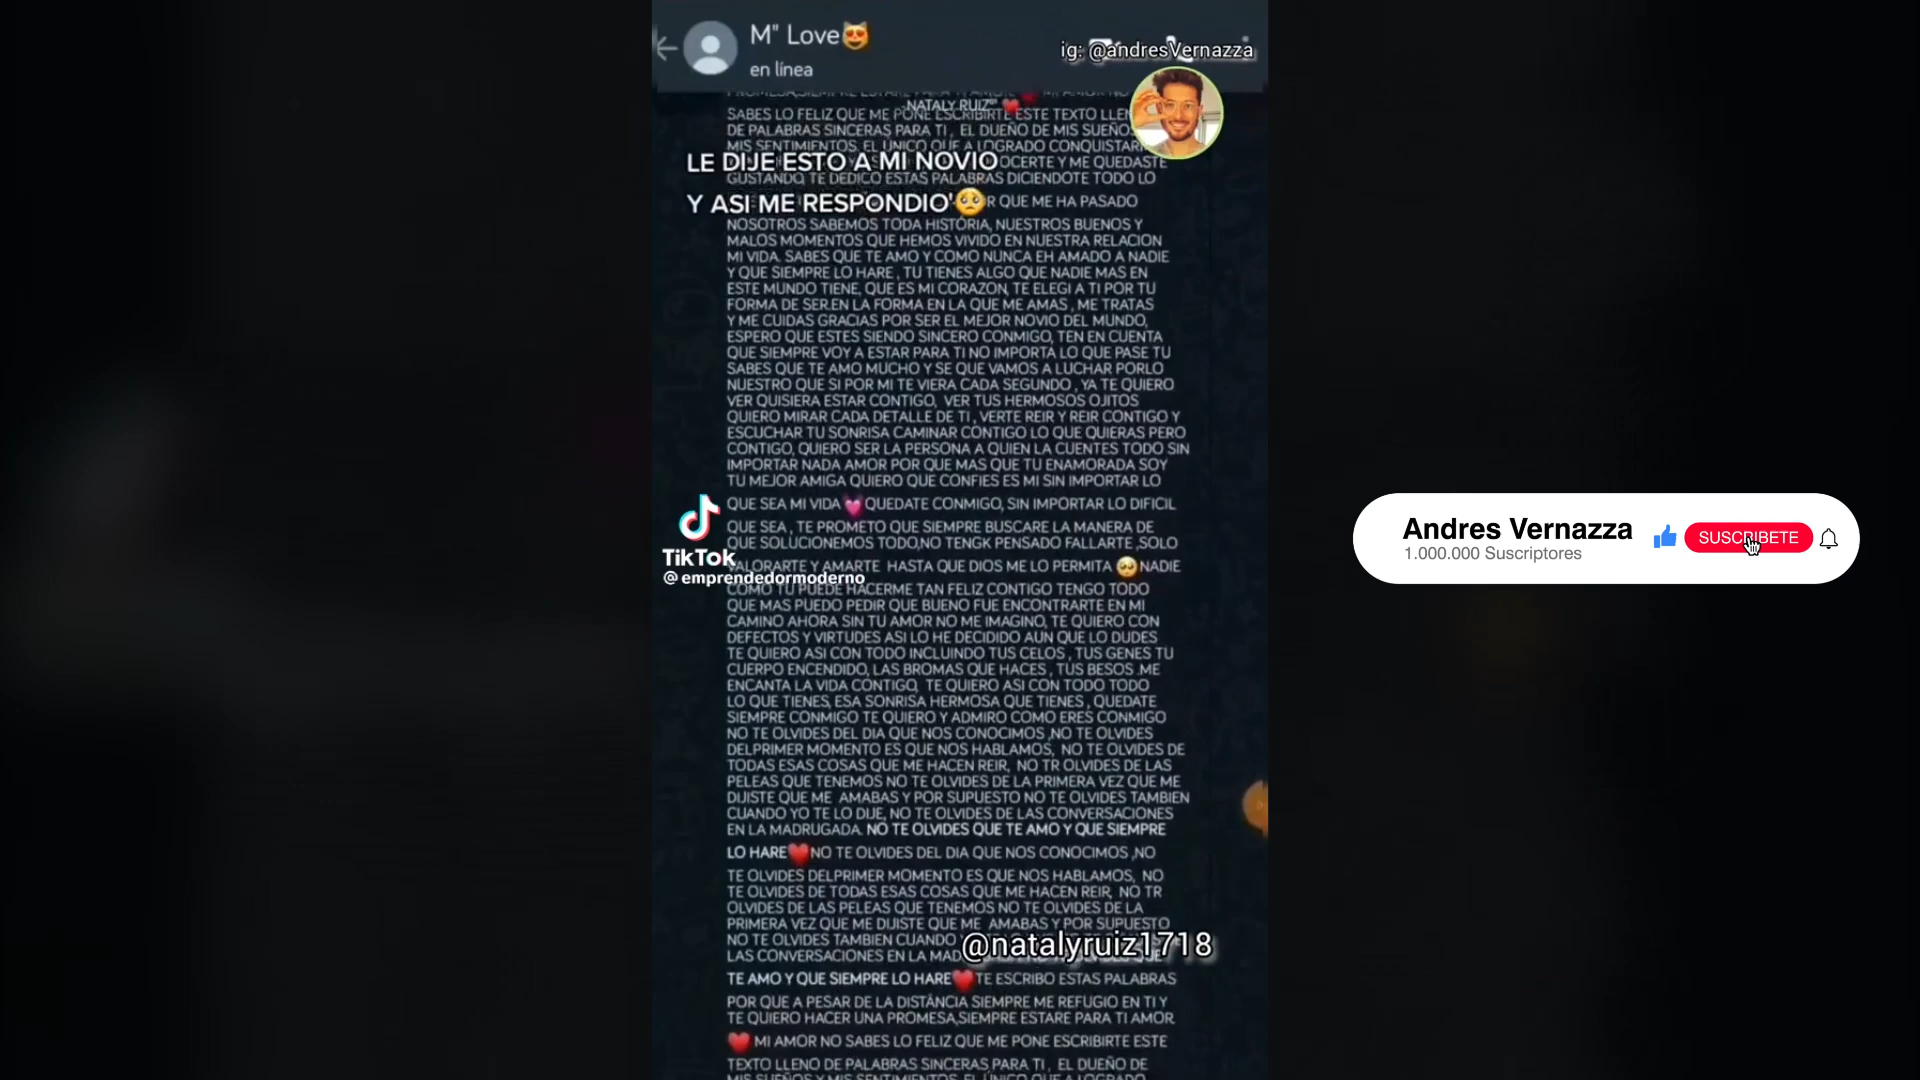 M" Love😻
en línea
ig: @andresVernazza
NATALY RUIZ" ❤️
SABES LO FELIZ QUE ME PONE ESCRIBIRTE ESTE TEXTO
DE PALABRAS SINCERAS PARA TI , EL DUEÑO DE MIS SUEÑOS
MIS SENTIMIENTOS, EL ÚNICO QUE A LOGRADO
LE DIJE ESTO A MI NOVIO
Y ME QUEDASTE
GUSTANDO, TE DEDICO ESTAS PALABRAS DICIENDOTE TODO LO
Y ASI ME RESPONDIO'🥺
QUE ME HA PASADO
NOSOTROS SABEMOS TODA HISTORIA, NUESTROS BUENOS Y
MALOS MOMENTOS QUE HEMOS VIVIDO EN NUESTRA RELACION
MI VIDA. SABES QUE TE AMO Y COMO NUNCA EH AMADO A NADIE
Y QUE SIEMPRE LO HARE , TU TIENES ALGO QUE NADIE MAS EN
ESTE MUNDO TIENE, QUE ES MI CORAZON, TE ELEGI A TI POR TU
FORMA DE SER.EN LA FORMA EN LA QUE ME AMAS , ME TRATAS
Y ME CUIDAS GRACIAS POR SER EL MEJOR NOVIO DEL MUNDO,
ESPERO QUE ESTES SIENDO SINCERO CONMIGO, TEN EN CUENTA
QUE SIEMPRE VOY A ESTAR PARA TI NO IMPORTA LO QUE PASE TU
SABES QUE TE AMO MUCHO Y SE QUE VAMOS A LUCHAR PORLO
NUESTRO QUE SI POR MI TE VIERA CADA SEGUNDO , YA TE QUIERO
VER QUISIERA ESTAR CONTIGO, VER TUS HERMOSOS OJITOS
QUIERO MIRAR CADA DETALLE DE TI , VERTE REIR Y REIR CONTIGO Y
ESCUCHAR TU SONRISA CAMINAR CONTIGO LO QUE QUIERAS PERO
CONTIGO, QUIERO SER LA PERSONA A QUIEN LA CUENTES TODO SIN
IMPORTAR NADA AMOR POR QUE MAS QUE TU ENAMORADA SOY
TU MEJOR AMIGA QUIERO QUE CONFIES ES MI SIN IMPORTAR LO
QUE SEA MI VIDA 💓 QUEDATE CONMIGO, SIN IMPORTAR LO DIFICIL
QUE SEA , TE PROMETO QUE SIEMPRE BUSCARE LA MANERA DE
QUE SOLUCIONEMOS TODO,NO TENGK PENSADO FALLARTE ,SOLO
VALORARTE Y AMARTE HASTA QUE DIOS ME LO PERMITA 🥺 NADIE
COMO TU PUEDE HACERME TAN FELIZ CONTIGO TENGO TODO
QUE MAS PUEDO PEDIR QUE BUENO FUE ENCONTRARTE EN MI
CAMINO AHORA SIN TU AMOR NO ME IMAGINO, TE QUIERO CON
DEFECTOS Y VIRTUDES ASI LO HE DECIDIDO AUN QUE LO DUDES
TE QUIERO ASI CON TODO INCLUIDO TUS CELOS , TUS GENES TU
CUERPO ENCENDIDO, LAS BROMAS QUE HACES , TUS BESOS .ME
ENCANTA LA VIDA CONTIGO, TE QUIERO ASI CON TODO TODO
LO QUE TIENES, ESA SONRISA HERMOSA QUE TIENES , QUEDATE
SIEMPRE CONMIGO TE QUIERO Y ADMIRO COMO ERES CONMIGO
NO TE OLVIDES DEL DIA QUE NOS CONOCIMOS ,NO TE OLVIDES
DELPRIMER MOMENTO ES QUE NOS HABLAMOS, NO TE OLVIDES DE
TODAS ESAS COSAS QUE ME HACEN REIR, NO TR OLVIDES DE LAS
PELEAS QUE TENEMOS NO TE OLVIDES DE LA PRIMERA VEZ QUE ME
DIJISTE QUE ME AMABAS Y POR SUPUESTO NO TE OLVIDES TAMBIEN
CUANDO YO TE LO DIJE, NO TE OLVIDES DE LAS CONVERSACIONES
EN LA MADRUGADA. NO TE OLVIDES QUE TE AMO Y QUE SIEMPRE
LO HARE❤️NO TE OLVIDES DEL DIA QUE NOS CONOCIMOS ,NO
TE OLVIDES DELPRIMER MOMENTO ES QUE NOS HABLAMOS, NO
TE OLVIDES DE TODAS ESAS COSAS QUE ME HACEN REIR, NO TR
OLVIDES DE LAS PELEAS QUE TENEMOS NO TE OLVIDES DE LA
PRIMERA VEZ QUE ME DIJISTE QUE ME AMABAS Y POR SUPUESTO
NO TE OLVIDES TAMBIEN CUANDO
LAS CONVERSACIONES EN LA
@natalyruiz1718
TE AMO Y QUE SIEMPRE LO HARE❤️TE ESCRIBO ESTAS PALABRAS
POR QUE A PESAR DE LA DISTÂNCIA SIEMPRE ME REFUGIO EN TI Y
TE QUIERO HACER UNA PROMESA,SIEMPRE ESTARE PARA TI AMOR
❤️ MI AMOR NO SABES LO FELIZ QUE ME PONE ESCRIBIRTE ESTE
TEXTO LLENO DE PALABRAS SINCERAS PARA TI , EL DUEÑO DE
MIS SUEÑOS Y MIS SENTIMIENTOS, EL ÚNICO QUE A LOGRADO
TikTok
@emprendedormoderno
Andres Vernazza
1.000.000 Suscriptores
SUSCRIBETE